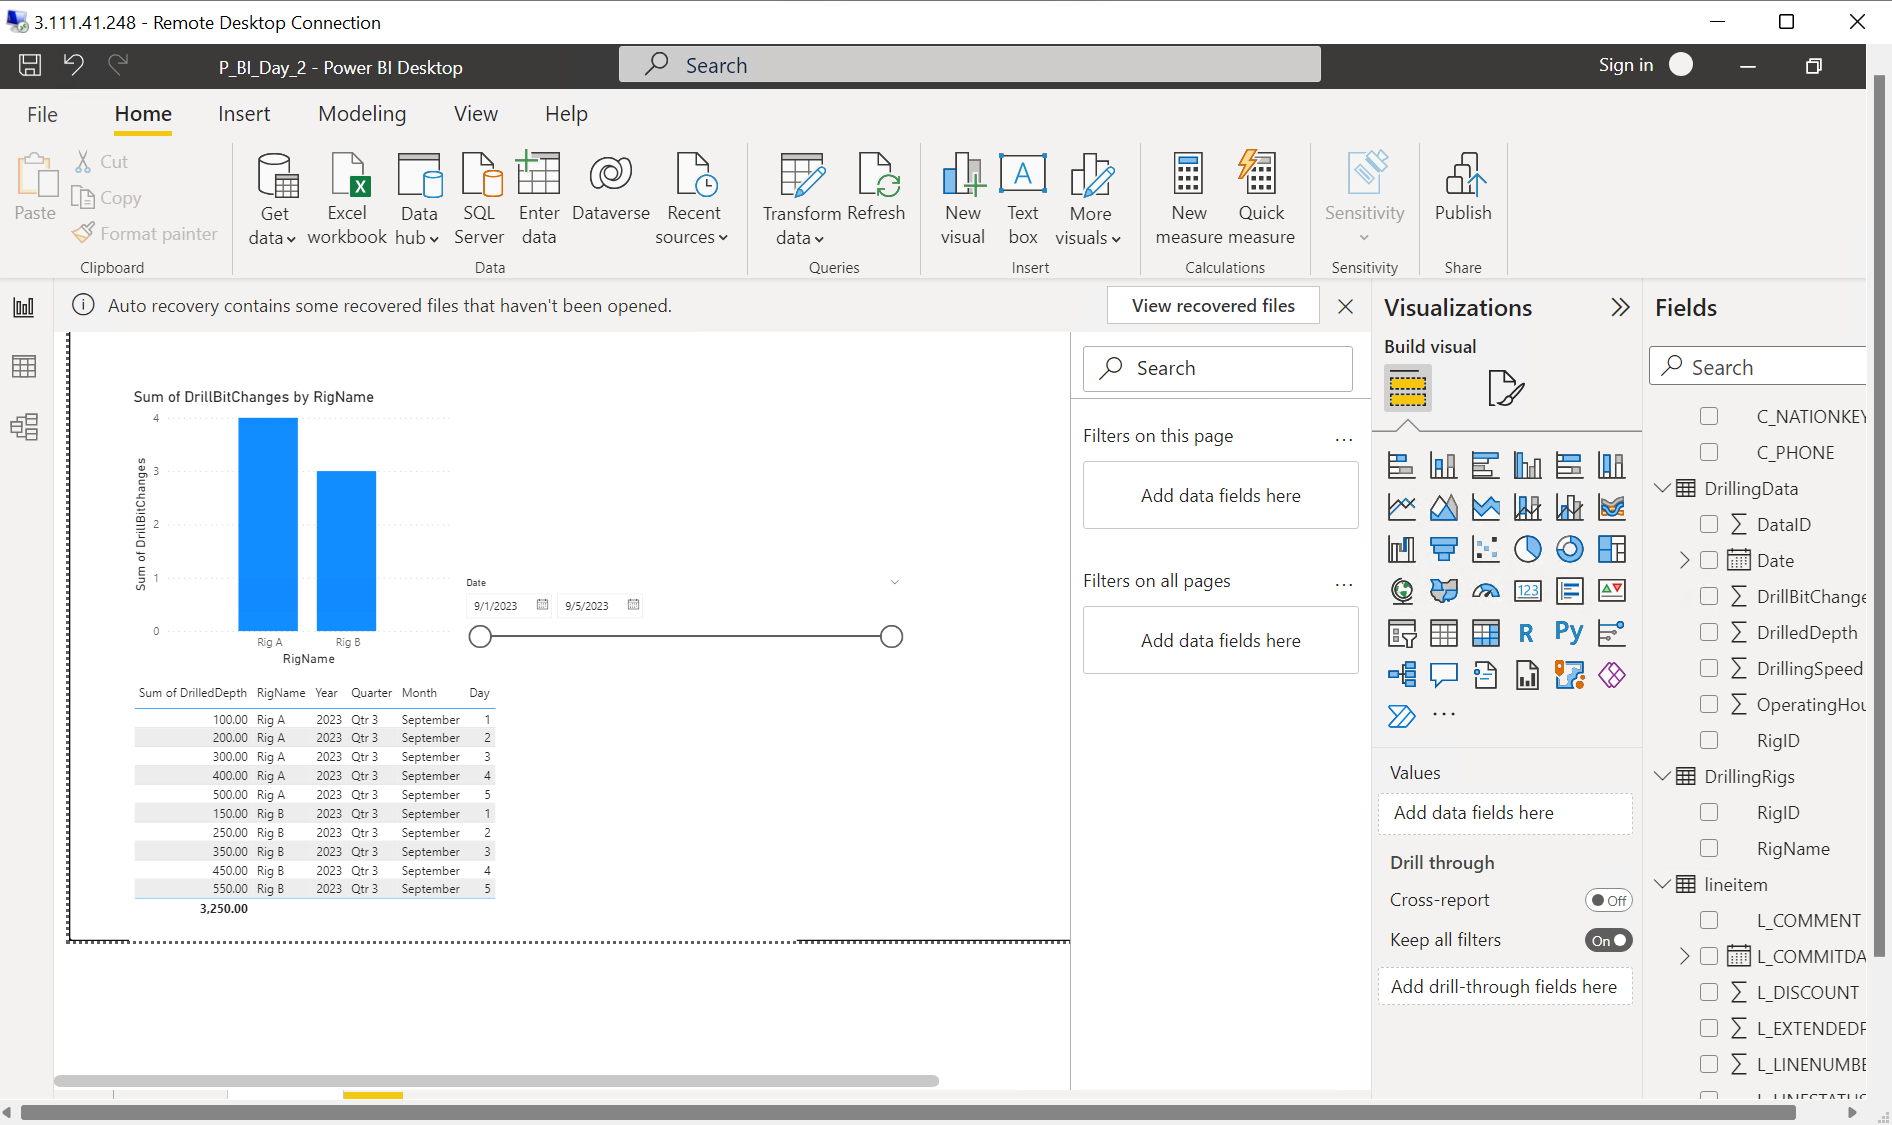 3.111.41.248 - Remote Desktop Connection
P_BI_Day_2 - Power BI Desktop
Search
Sign in
File
Home
Insert
Modeling
View
Help
Paste
Cut
Copy
Format painter
Clipboard
Get data
Excel workbook
Data hub
SQL Server
Enter data
Dataverse
Recent sources
Data
Transform data
Refresh
Queries
New visual
A
Text box
More visuals
Insert
New measure
Quick measure
Calculations
Sensitivity
Sensitivity
Publish
Share
Auto recovery contains some recovered files that haven't been opened.
View recovered files
Sum of DrillBitChanges by RigName
Sum of DrillBitChanges
4
3
2
1
0
Rig A
Rig B
RigName
Date
9/1/2023
9/5/2023
Sum of DrilledDepth RigName Year Quarter Month Day
100.00 Rig A 2023 Qtr 3 September 1
200.00 Rig A 2023 Qtr 3 September 2
300.00 Rig A 2023 Qtr 3 September 3
400.00 Rig A 2023 Qtr 3 September 4
500.00 Rig A 2023 Qtr 3 September 5
150.00 Rig B 2023 Qtr 3 September 1
250.00 Rig B 2023 Qtr 3 September 2
350.00 Rig B 2023 Qtr 3 September 3
450.00 Rig B 2023 Qtr 3 September 4
550.00 Rig B 2023 Qtr 3 September 5
3,250.00
Search
Filters on this page
...
Add data fields here
Filters on all pages
...
Add data fields here
Visualizations
Build visual
123
R
Py
...
Values
Add data fields here
Drill through
Cross-report
Off
Keep all filters
On
Add drill-through fields here
Fields
Search
C_NATIONKEY
C_PHONE
DrillingData
∑ DataID
Date
∑ DrillBitChange
∑ DrilledDepth
∑ DrillingSpeed
∑ OperatingHou
RigID
DrillingRigs
RigID
RigName
lineitem
L_COMMENT
L_COMMITDA
∑ L_DISCOUNT
∑ L_EXTENDEDP
∑ L_LINENUMBE